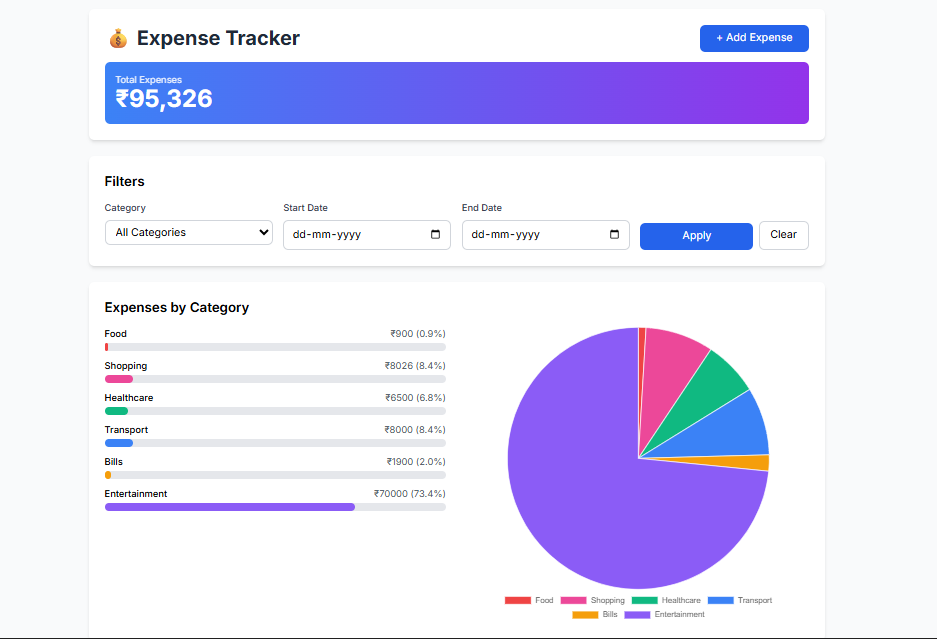 💰 Expense Tracker
+ Add Expense
Total Expenses
₹95,326
Filters
Category
Start Date
End Date
All Categories
dd-mm-yyyy
dd-mm-yyyy
Apply
Clear
Expenses by Category
Food ₹900 (0.9%)
Shopping ₹8026 (8.4%)
Healthcare ₹6500 (6.8%)
Transport ₹8000 (8.4%)
Bills ₹1900 (2.0%)
Entertainment ₹70000 (73.4%)
Food Shopping Healthcare Transport
Bills Entertainment